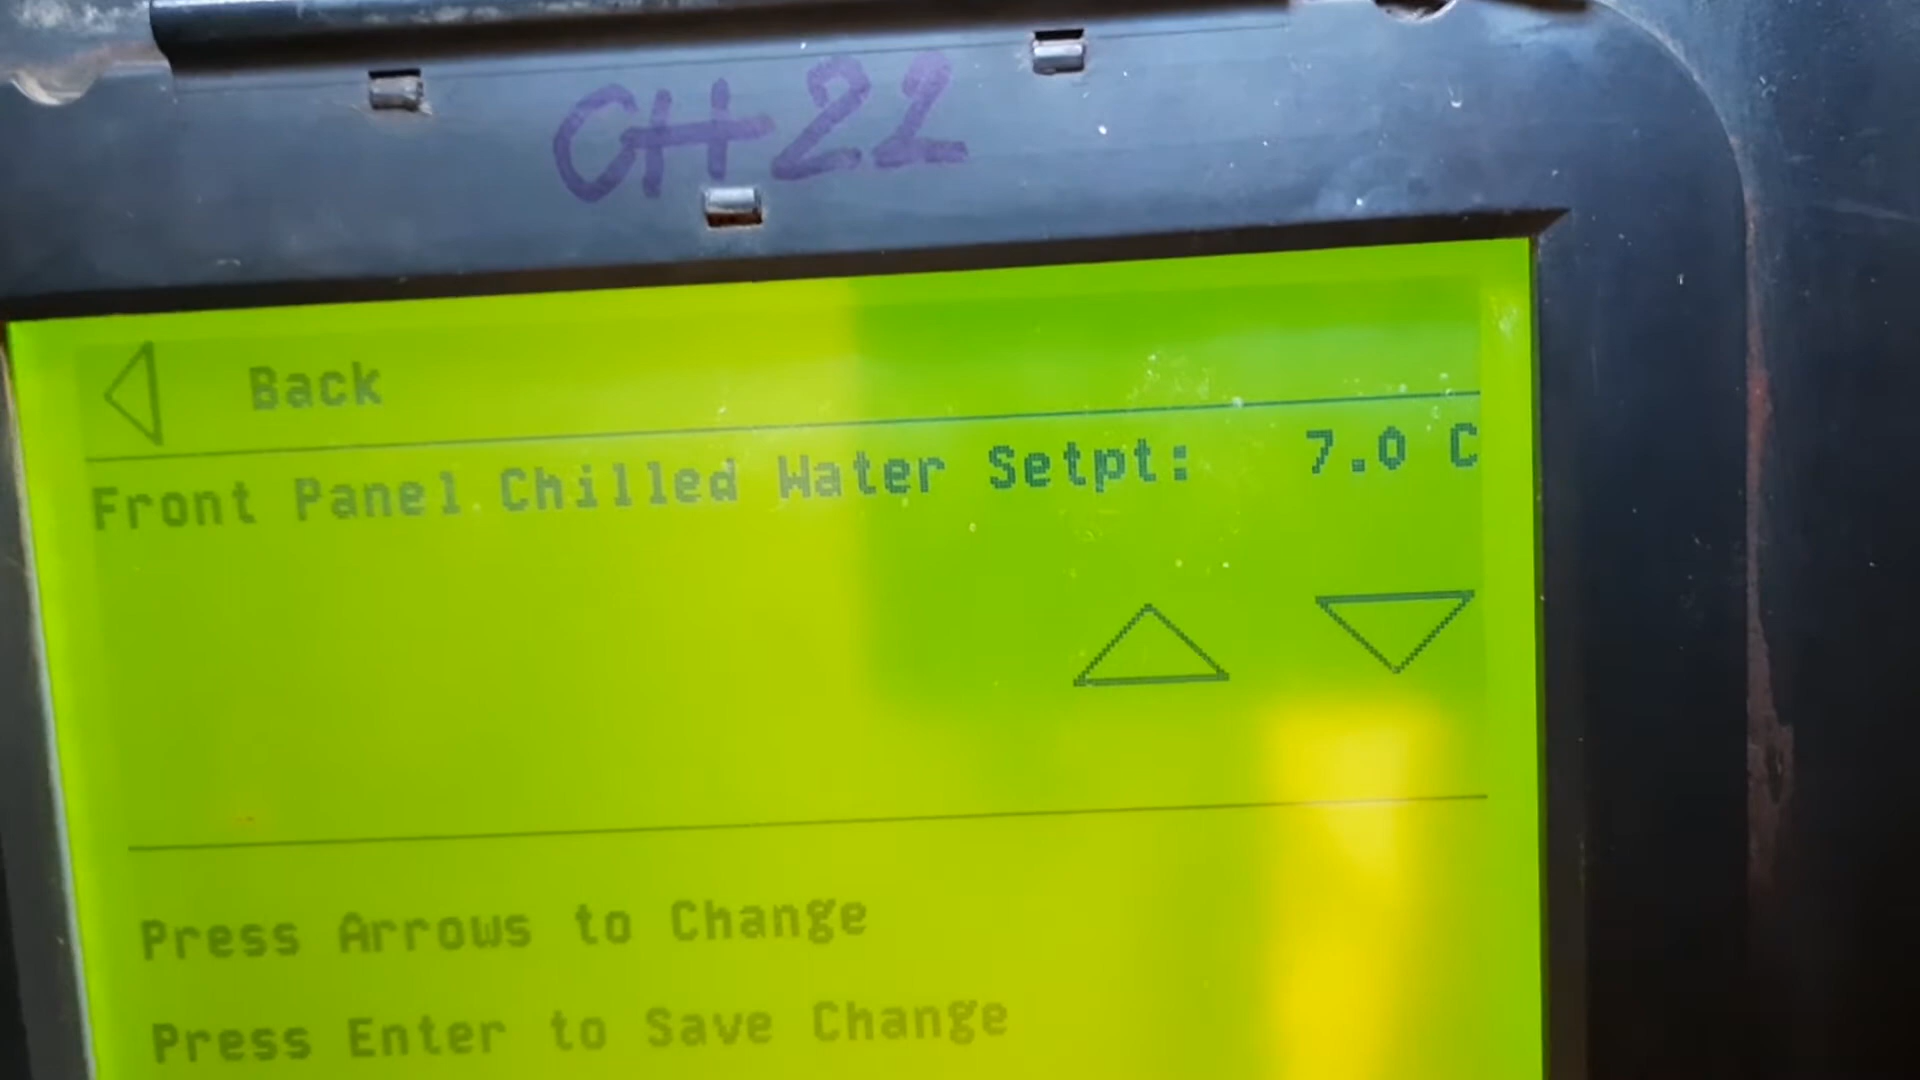 CH22
Back
Front Panel Chilled Water Setpt: 7.0 C
Press Arrows to Change
Press Enter to Save Change